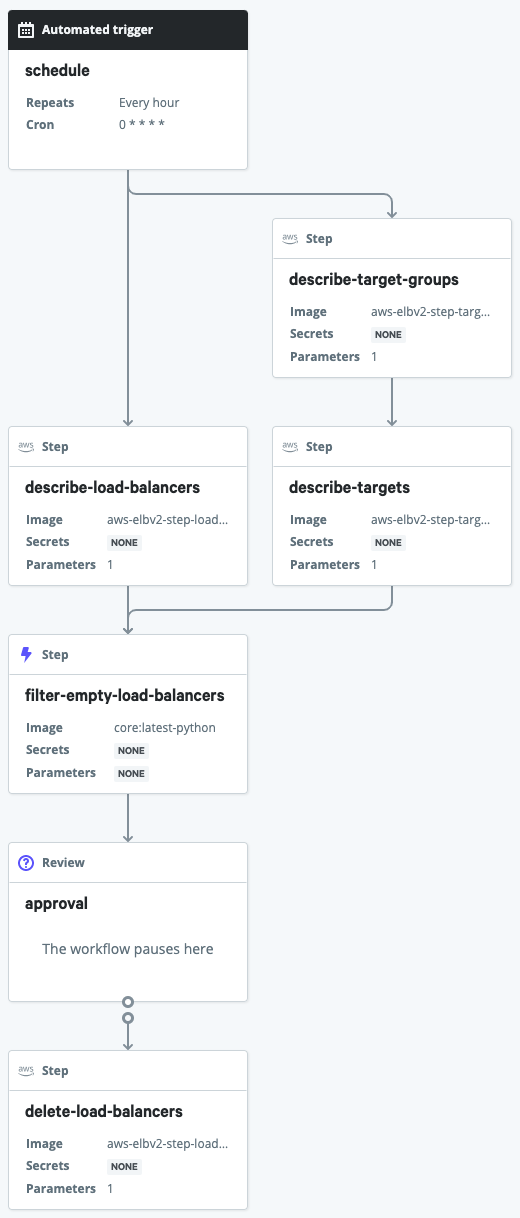 Automated trigger
schedule
Repeats Every hour
Cron 0 * * * *
aws Step
describe-target-groups
Image aws-elbv2-step-targ...
Secrets NONE
Parameters 1
aws Step
describe-load-balancers
Image aws-elbv2-step-load...
Secrets NONE
Parameters 1
aws Step
describe-targets
Image aws-elbv2-step-targ...
Secrets NONE
Parameters 1
Step
filter-empty-load-balancers
Image core:latest-python
Secrets NONE
Parameters NONE
? Review
approval
The workflow pauses here
aws Step
delete-load-balancers
Image aws-elbv2-step-load...
Secrets NONE
Parameters 1